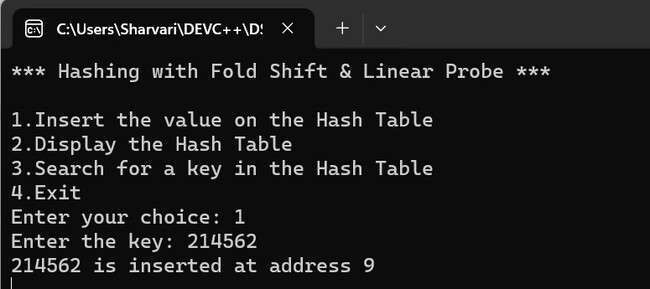 C:\Users\Sharvari\DEVC++\DS
*** Hashing with Fold Shift & Linear Probe ***
1.Insert the value on the Hash Table
2.Display the Hash Table
3.Search for a key in the Hash Table
4.Exit
Enter your choice: 1
Enter the key: 214562
214562 is inserted at address 9